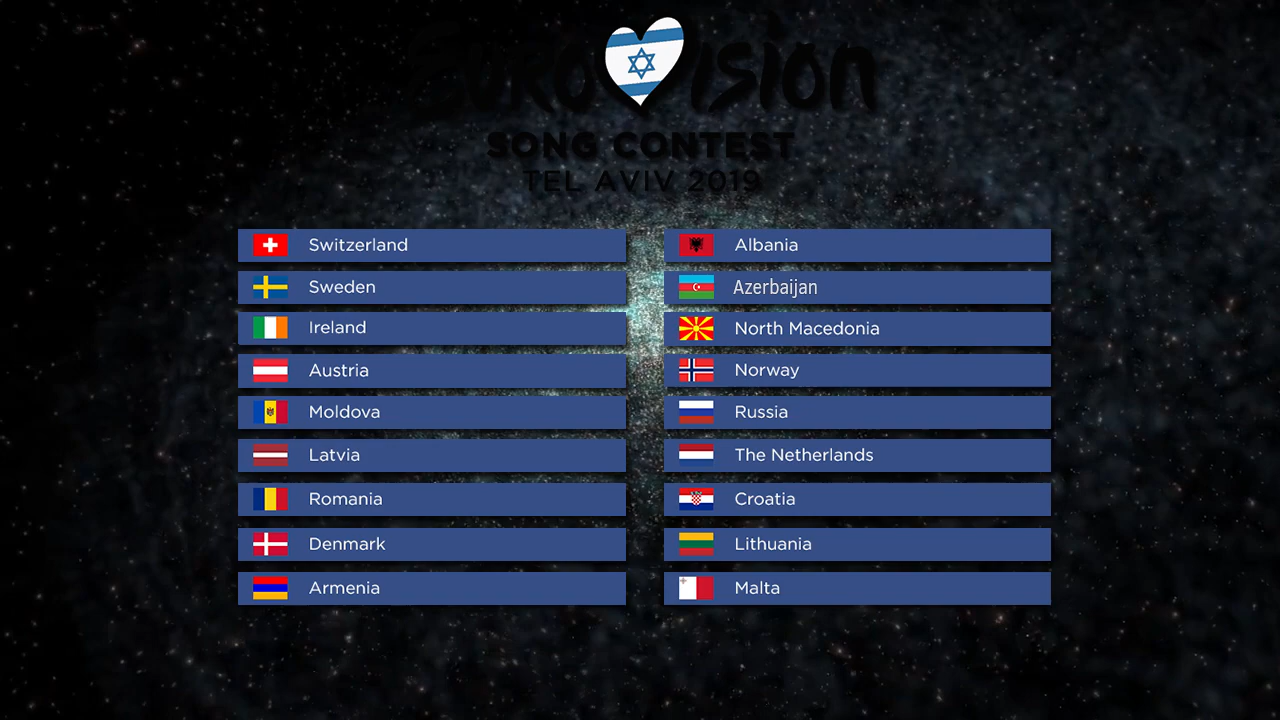 EUROVISION
SONG CONTEST
TEL AVIV 2019
Switzerland
Sweden
Ireland
Austria
Moldova
Latvia
Romania
Denmark
Armenia
Albania
Azerbaijan
North Macedonia
Norway
Russia
The Netherlands
Croatia
Lithuania
Malta